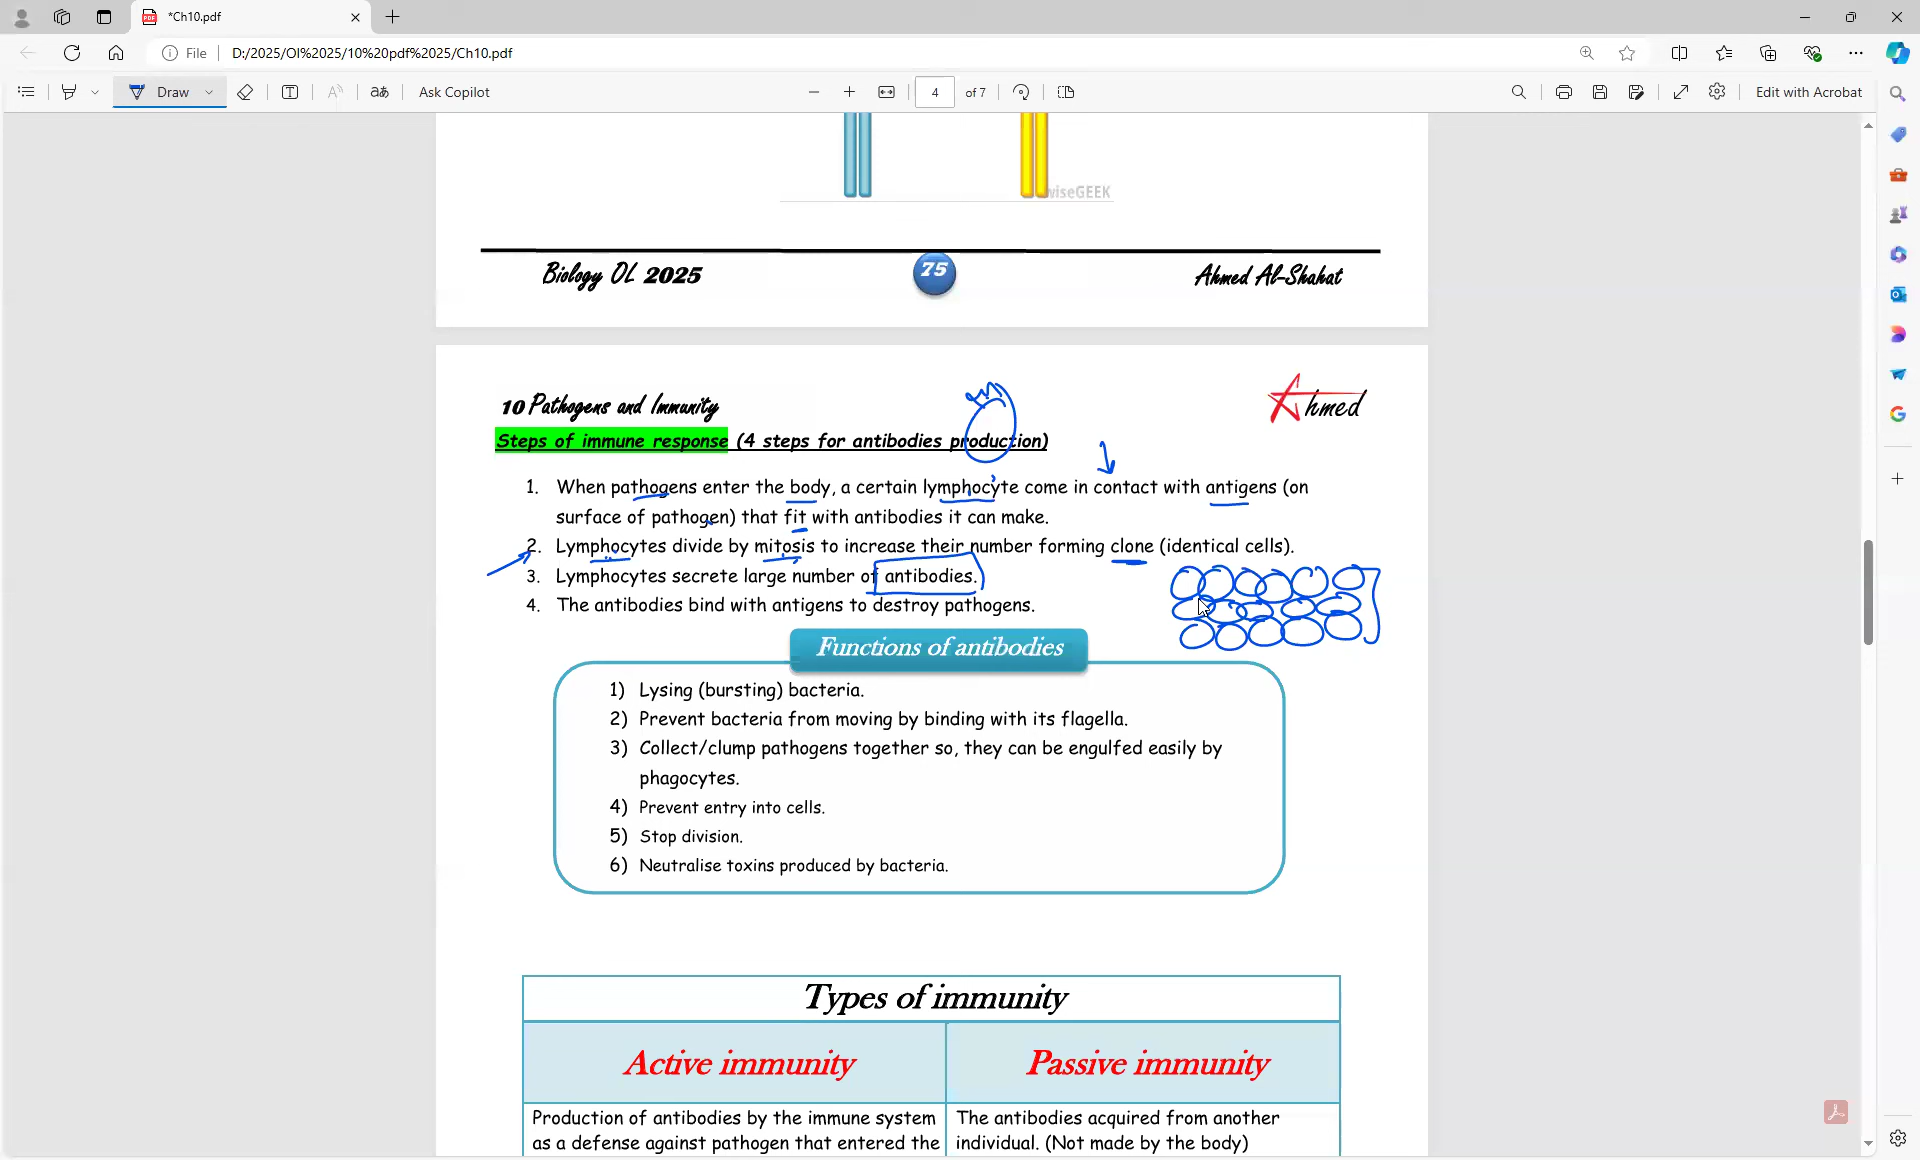 *Ch10.pdf
File
D:/2025/Ol%2025/10%20pdf%2025/Ch10.pdf
Draw
Ask Copilot
4
of 7
Edit with Acrobat
wiseGEEK
Biology OL 2025
75
Ahmed Al-Shahat
10 Pathogens and Immunity
Ahmed
Steps of immune response (4 steps for antibodies production)
1. When pathogens enter the body, a certain lymphocyte come in contact with antigens (on
surface of pathogen) that fit with antibodies it can make.
2. Lymphocytes divide by mitosis to increase their number forming clone (identical cells).
3. Lymphocytes secrete large number of antibodies.
4. The antibodies bind with antigens to destroy pathogens.
Functions of antibodies
1) Lysing (bursting) bacteria.
2) Prevent bacteria from moving by binding with its flagella.
3) Collect/clump pathogens together so, they can be engulfed easily by
phagocytes.
4) Prevent entry into cells.
5) Stop division.
6) Neutralise toxins produced by bacteria.
Types of immunity
Active immunity
Passive immunity
Production of antibodies by the immune system
as a defense against pathogen that entered the
The antibodies acquired from another
individual. (Not made by the body)